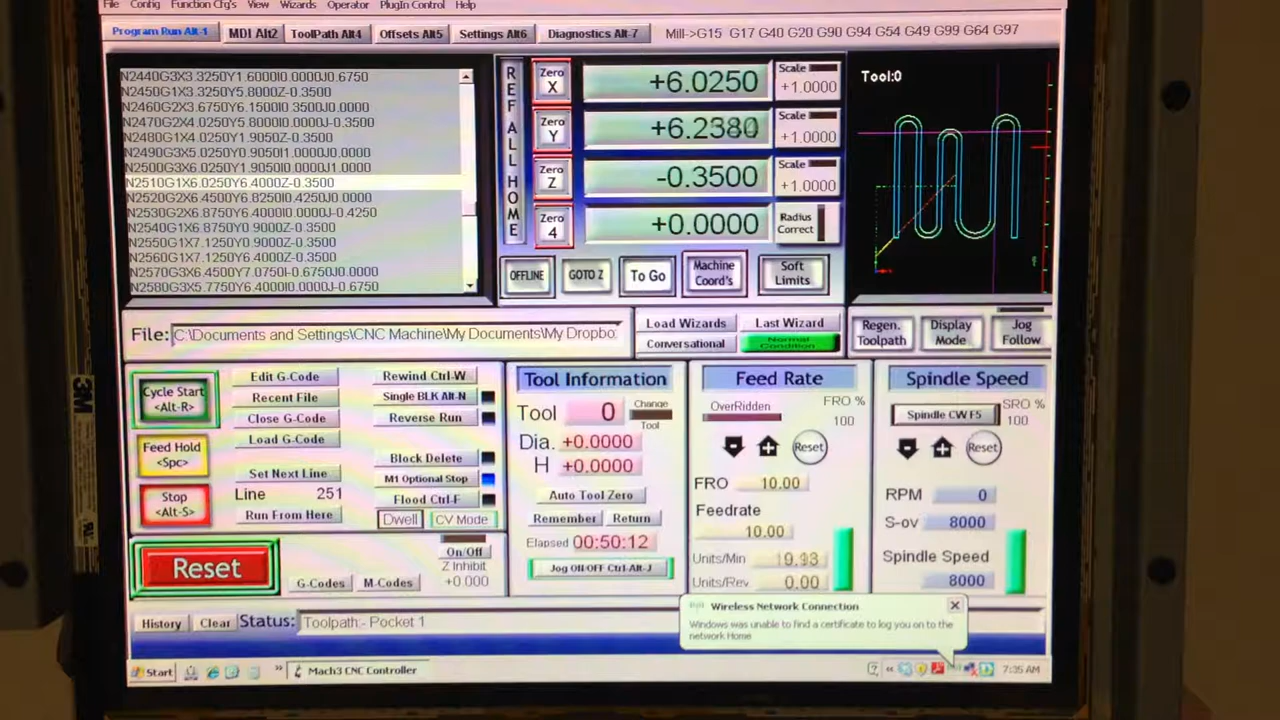 File Config Function Cfg's View Wizards Operator PlugIn Control Help
Program Run Alt-1 MDI Alt2 ToolPath Alt4 Offsets Alt5 Settings Alt6 Diagnostics Alt-7 Mill->G15 G17 G40 G20 G90 G94 G54 G49 G99 G64 G97
N2440G3X3.3250Y1.6000I0.0000J0.6750
N2450G1X3.3250Y5.8000Z-0.3500
N2460G2X3.6750Y6.1500I0.3500J0.0000
N2470G2X4.0250Y5.8000I0.0000J-0.3500
N2480G1X4.0250Y1.9050Z-0.3500
N2490G3X5.0250Y0.9050I1.0000J0.0000
N2500G3X6.0250Y1.9050I0.0000J1.0000
N2510G1X6.0250Y6.4000Z-0.3500
N2520G2X6.4500Y6.8250I0.4250J0.0000
N2530G2X6.8750Y6.4000I0.0000J-0.4250
N2540G1X6.8750Y0.9000Z-0.3500
N2550G1X7.1250Y0.9000Z-0.3500
N2560G1X7.1250Y6.4000Z-0.3500
N2570G3X6.4500Y7.0750I-0.6750J0.0000
N2580G3X5.7750Y6.4000I0.0000J-0.6750
REF ALL HOME
Zero X +6.0250 Scale +1.0000
Zero Y +6.2380 Scale +1.0000
Zero Z -0.3500 Scale +1.0000
Zero 4 +0.0000 Radius Correct
OFFLINE GOTO Z To Go Machine Coord's Soft Limits
Tool:0
File: C:\Documents and Settings\CNC Machine\My Documents\My Dropbo
Load Wizards Last Wizard
Conversational Normal Condition
Regen. Toolpath Display Mode Jog Follow
Cycle Start <Alt-R>
Feed Hold <Spc>
Stop <Alt-S>
Edit G-Code
Recent File
Close G-Code
Load G-Code
Set Next Line
Line 251
Run From Here
Rewind Ctrl-W
Single BLK Alt-N
Reverse Run
Block Delete
M1 Optional Stop
Flood Ctrl-F
Dwell CV Mode
Reset
G-Codes M-Codes
On/Off
Z Inhibit
+0.000
Tool Information
Tool 0 Change Tool
Dia. +0.0000
H +0.0000
Auto Tool Zero
Remember Return
Elapsed 00:50:12
Jog ON/OFF Ctrl-Alt-J
Feed Rate
OverRidden FRO %
100
Reset
FRO 10.00
Feedrate
10.00
Units/Min 19.93
Units/Rev 0.00
Spindle Speed
Spindle CW F5 SRO %
100
Reset
RPM 0
S-ov 8000
Spindle Speed
8000
History Clear Status: Toolpath:- Pocket 1
Wireless Network Connection
Windows was unable to find a certificate to log you on to the
network Home
Start Mach3 CNC Controller 7:35 AM
3M